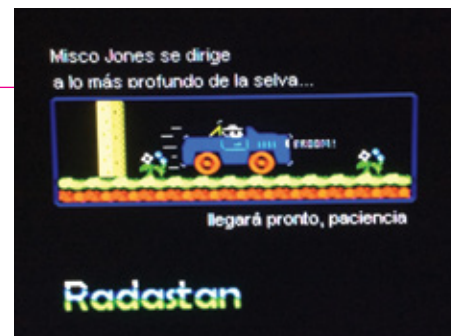 Misco Jones se dirige
a lo más profundo de la selva...
llegará pronto, paciencia
Radastan